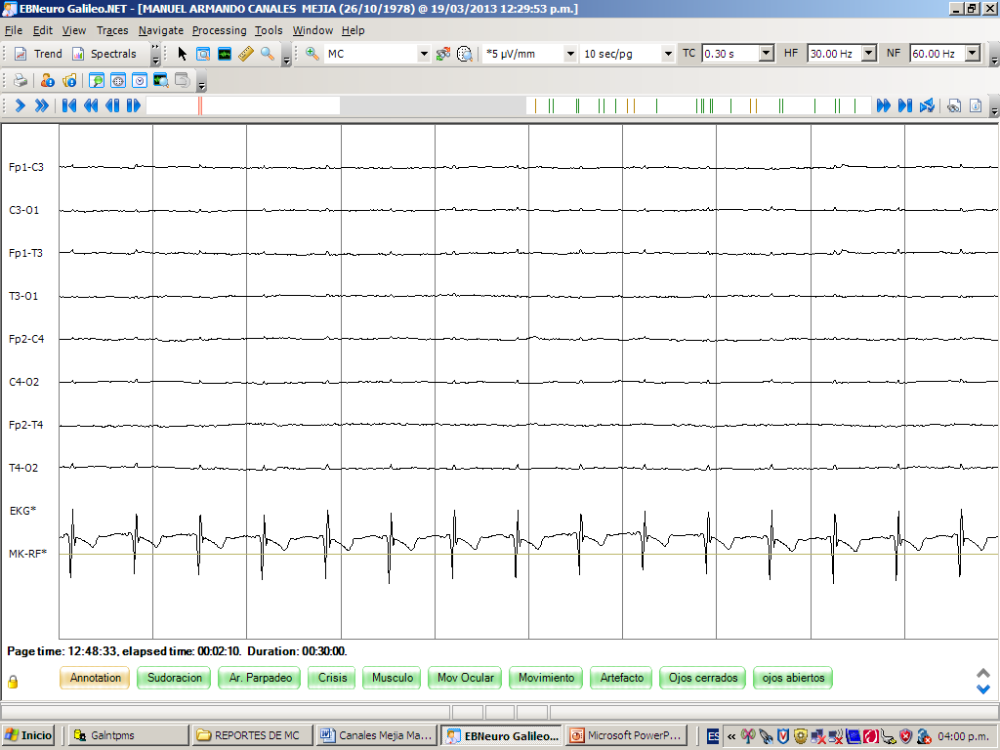 EBNeuro Galileo.NET - [MANUEL ARMANDO CANALES MEJIA (26/10/1978) @ 19/03/2013 12:29:53 p.m.]
File Edit View Traces Navigate Processing Tools Window Help
Trend Spectrals MC *5 µV/mm 10 sec/pg TC 0.30 s HF 30.00 Hz NF 60.00 Hz
Fp1-C3
C3-O1
Fp1-T3
T3-O1
Fp2-C4
C4-O2
Fp2-T4
T4-O2
EKG*
MK-RF*
Page time: 12:48:33, elapsed time: 00:02:10. Duration: 00:30:00.
Annotation Sudoracion Ar. Parpadeo Crisis Musculo Mov Ocular Movimiento Artefacto Ojos cerrados ojos abiertos
Inicio Galntpms REPORTES DE MC Canales Mejia Ma... EBNeuro Galileo... Microsoft PowerP... ES « 04:00 p.m.